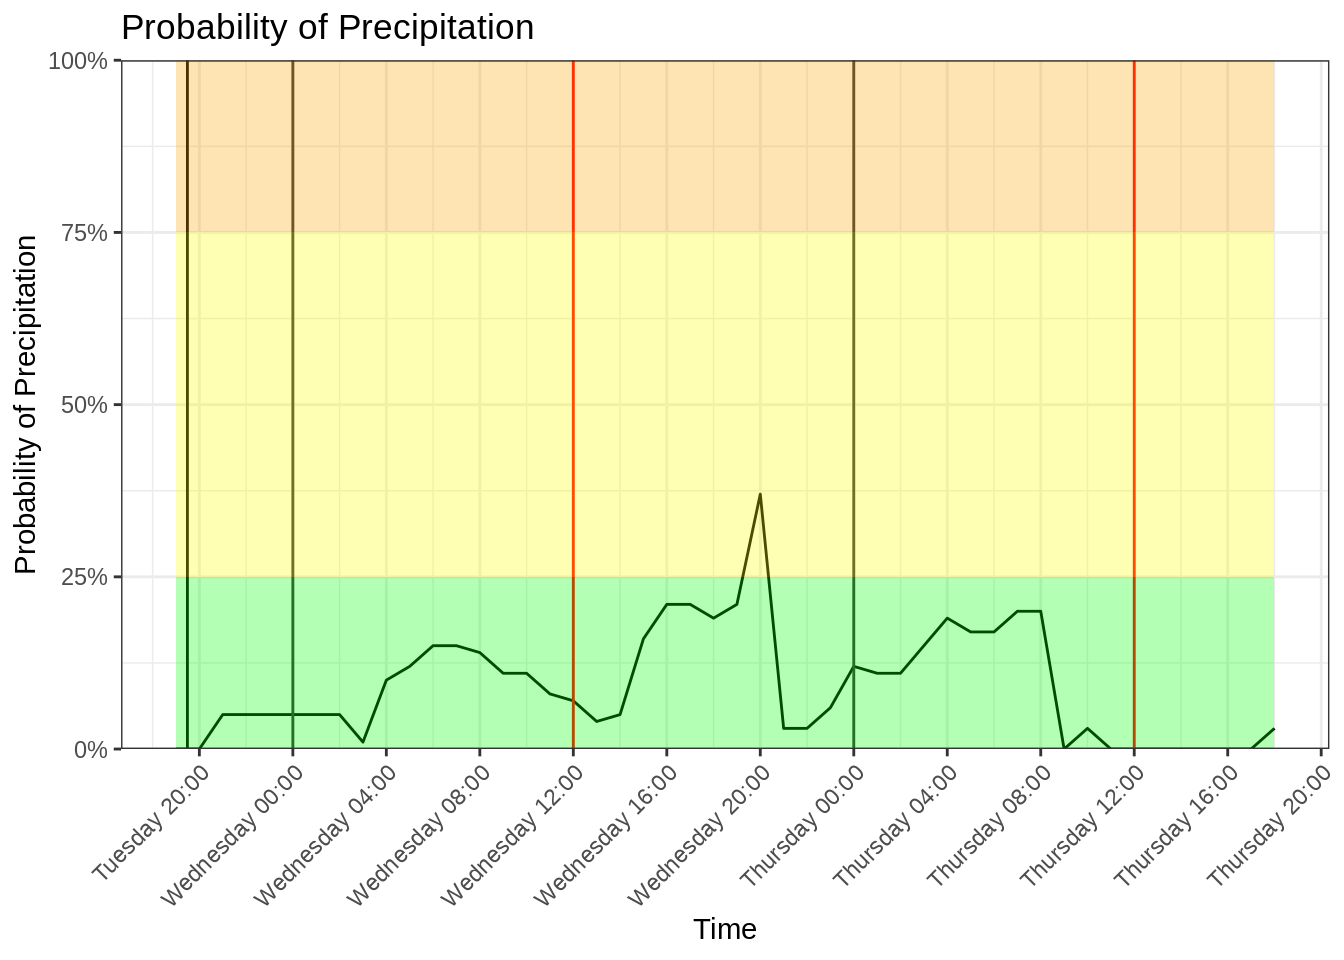 Probability of Precipitation
Probability of Precipitation
100%
75%
50%
25%
0%
Tuesday 20:00
Wednesday 00:00
Wednesday 04:00
Wednesday 08:00
Wednesday 12:00
Wednesday 16:00
Wednesday 20:00
Thursday 00:00
Thursday 04:00
Thursday 08:00
Thursday 12:00
Thursday 16:00
Thursday 20:00
Time